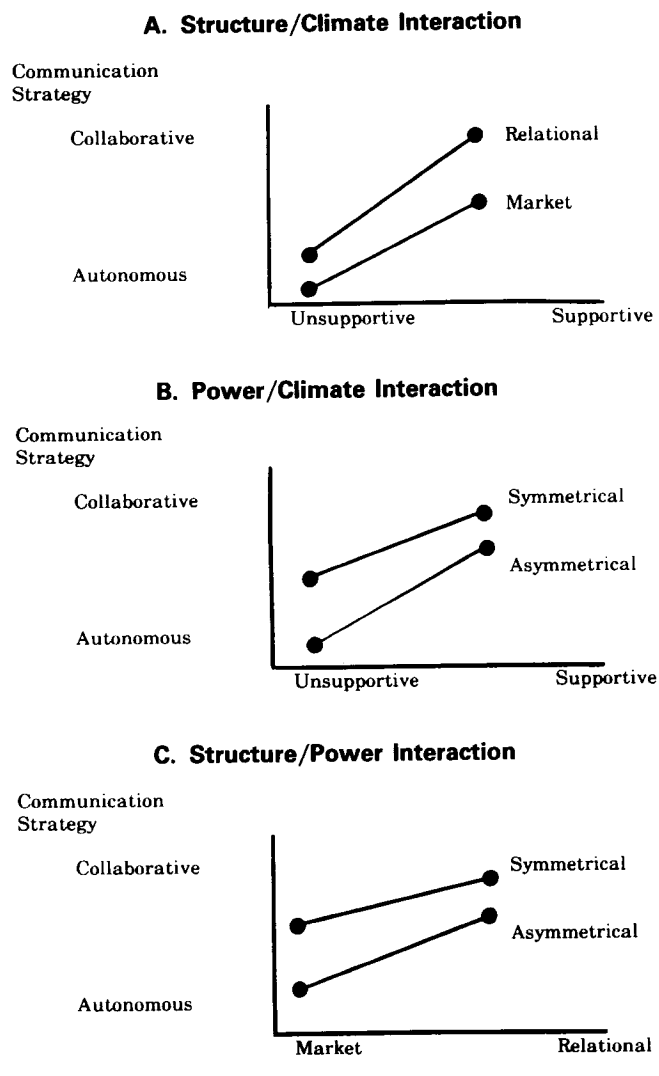 A. Structure/Climate Interaction
Communication
Strategy
Collaborative
Relational
Market
Autonomous
Unsupportive
Supportive
B. Power/Climate Interaction
Communication
Strategy
Collaborative
Symmetrical
Asymmetrical
Autonomous
Unsupportive
Supportive
C. Structure/Power Interaction
Communication
Strategy
Collaborative
Symmetrical
Asymmetrical
Autonomous
Market
Relational